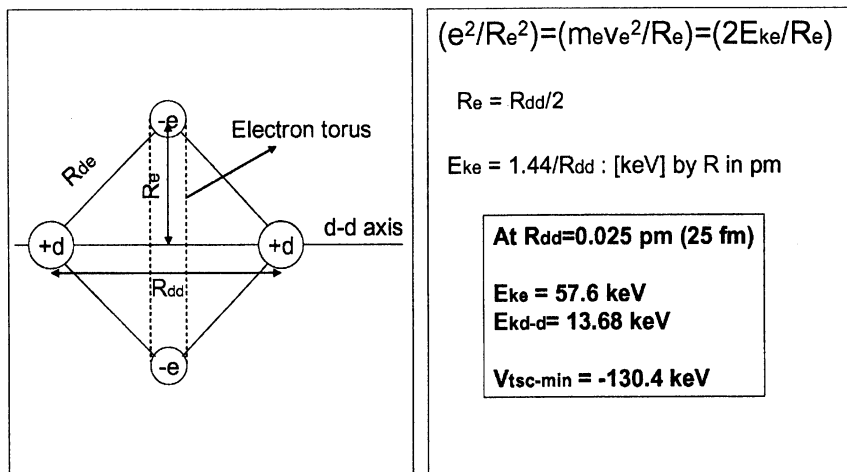 -e
Electron torus
Rde
Re
+d
+d
d-d axis
Rdd
-e
(e²/Re²)=(meve²/Re)=(2Eke/Re)
Re = Rdd/2
Eke = 1.44/Rdd : [keV] by R in pm
At Rdd=0.025 pm (25 fm)
Eke = 57.6 keV
Ekd-d= 13.68 keV
Vtsc-min = -130.4 keV